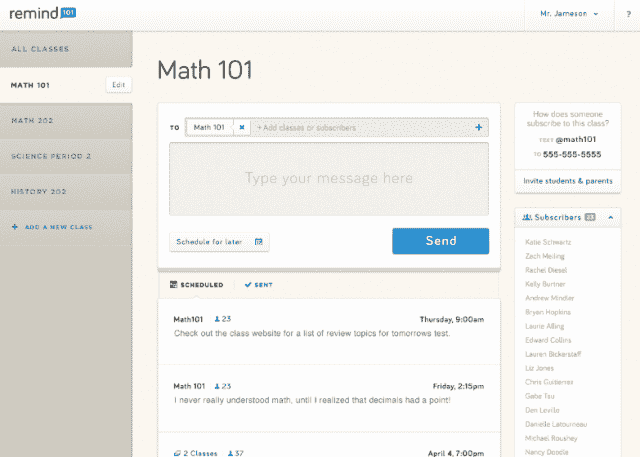 remind 101
Mr. Jameson
?
ALL CLASSES
MATH 101
Edit
MATH 202
SCIENCE PERIOD 2
HISTORY 202
+ ADD A NEW CLASS
Math 101
TO
Math 101 ×
+ Add classes or subscribers
+
Type your message here
Schedule for later
Send
SCHEDULED
SENT
Math101 23
Thursday, 9:00am
Check out the class website for a list of review topics for tomorrows test.
Math 101 23
Friday, 2:15pm
I never really understood math, until I realized that decimals had a point!
2 Classes 37
April 4, 7:00pm
How does someone
subscribe to this class?
TEXT @math101
TO 555-555-5555
Invite students & parents
Subscribers 23
Katie Schwartz
Zach Meiling
Rachel Diesel
Kelly Burtner
Andrew Mindler
Bryan Hopkins
Laurie Alling
Edward Collins
Lauren Bickerstaff
Liz Jones
Chris Gutierrez
Gabe Tsu
Dan Leville
Danielle Latourneau
Michael Roushey
Nancy Doodle